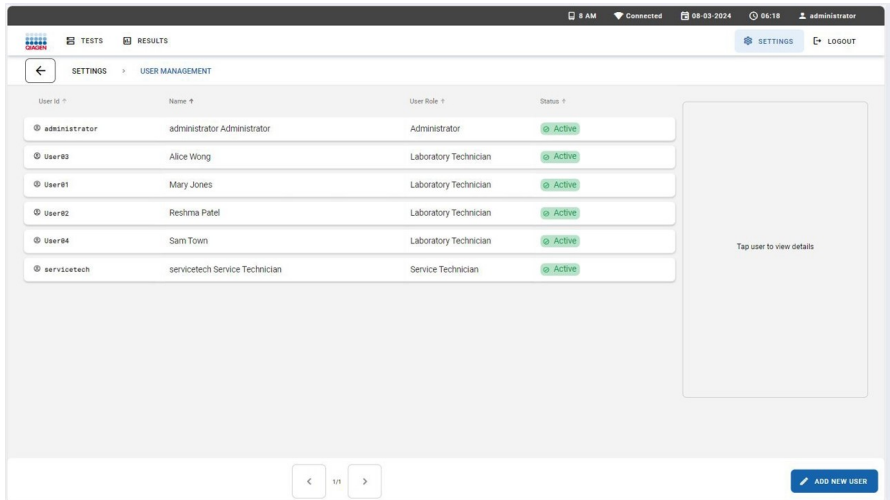 8 AM Connected 08-03-2024 06:18 administrator
QIAGEN TESTS RESULTS SETTINGS LOGOUT
SETTINGS > USER MANAGEMENT
User Id ↑ Name ↑ User Role ↑ Status ↑
administrator administrator Administrator Administrator Active
User03 Alice Wong Laboratory Technician Active
User01 Mary Jones Laboratory Technician Active
User02 Reshma Patel Laboratory Technician Active
User04 Sam Town Laboratory Technician Active
servicetech servicetech Service Technician Service Technician Active
Tap user to view details
< 1/1 >
ADD NEW USER